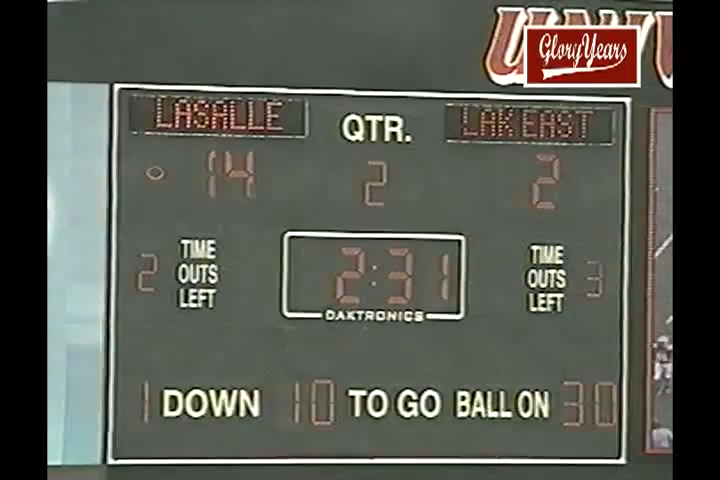 UNI
GloryYears
LASALLE QTR. LAK EAST
14 2 2
2 TIME OUTS LEFT 2:31 TIME OUTS LEFT 3
DAKTRONICS
1 DOWN 10 TO GO BALL ON 30